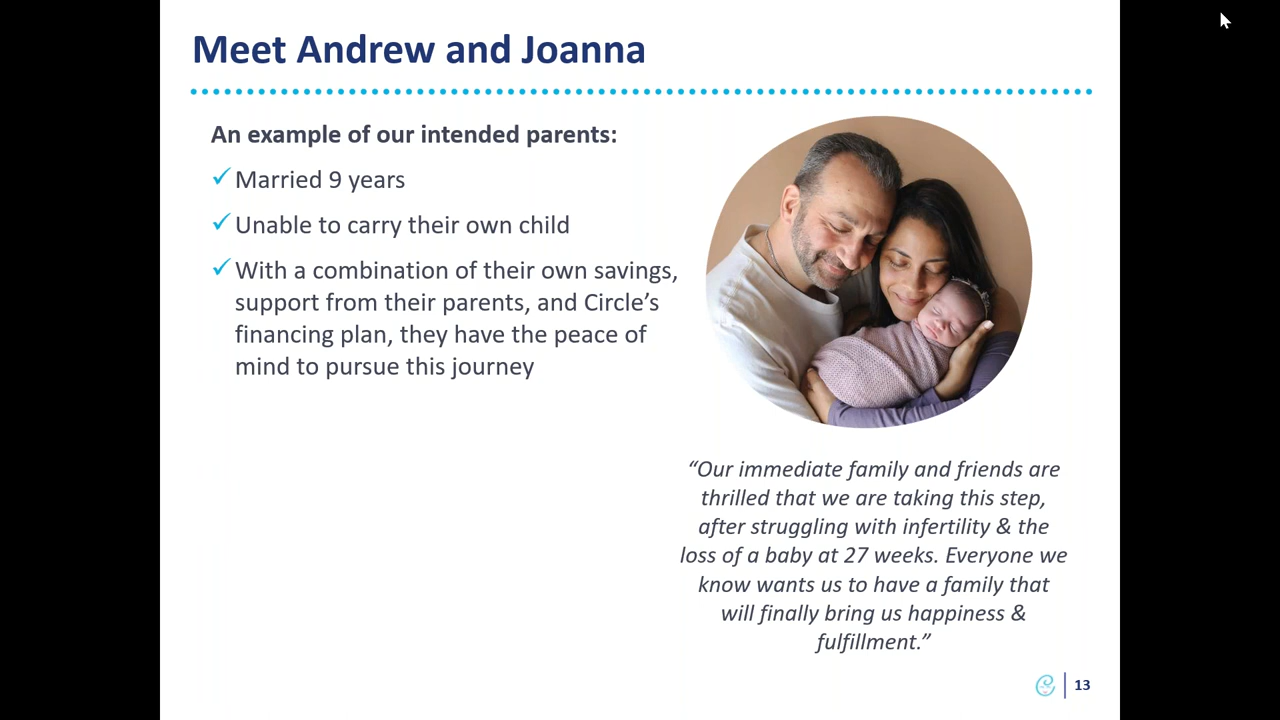 Meet Andrew and Joanna
An example of our intended parents:
✓ Married 9 years
✓ Unable to carry their own child
✓ With a combination of their own savings,
support from their parents, and Circle’s
financing plan, they have the peace of
mind to pursue this journey
“Our immediate family and friends are
thrilled that we are taking this step,
after struggling with infertility & the
loss of a baby at 27 weeks. Everyone we
know wants us to have a family that
will finally bring us happiness &
fulfillment.”
13